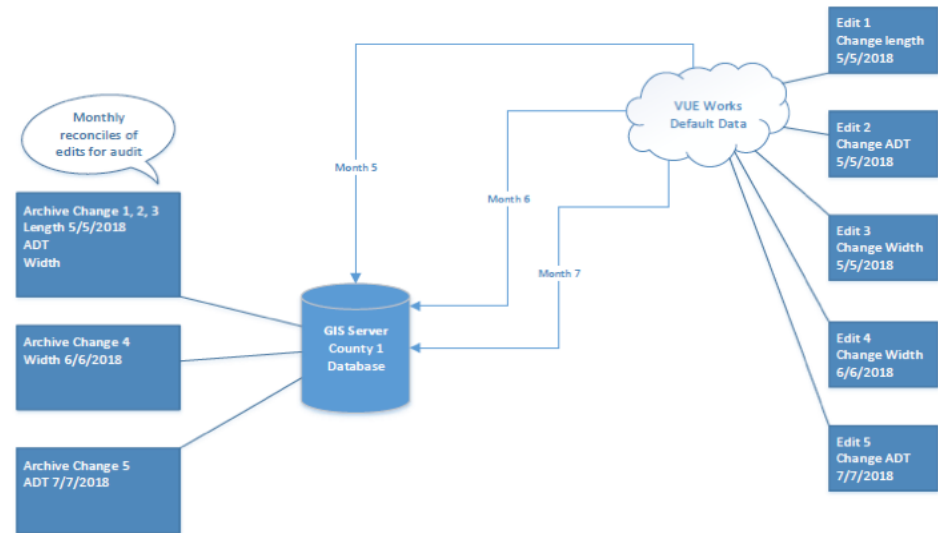 Edit 1
Change length
5/5/2018
VUE Works
Default Data
Edit 2
Change ADT
5/5/2018
Monthly
reconciles of
edits for audit
Month 5
Month 6
Archive Change 1, 2, 3
Length 5/5/2018
ADT
Width
Edit 3
Change Width
5/5/2018
Month 7
GIS Server
County 1
Database
Archive Change 4
Width 6/6/2018
Edit 4
Change Width
6/6/2018
Archive Change 5
ADT 7/7/2018
Edit 5
Change ADT
7/7/2018